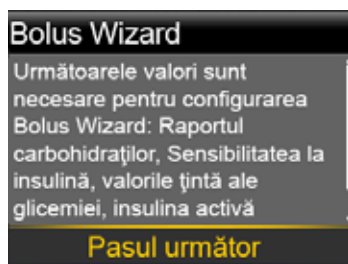 Bolus Wizard
Următoarele valori sunt
necesare pentru configurarea
Bolus Wizard: Raportul
carbohidraţilor, Sensibilitatea la
insulină, valorile ţintă ale
glicemiei, insulina activă
Pasul următor